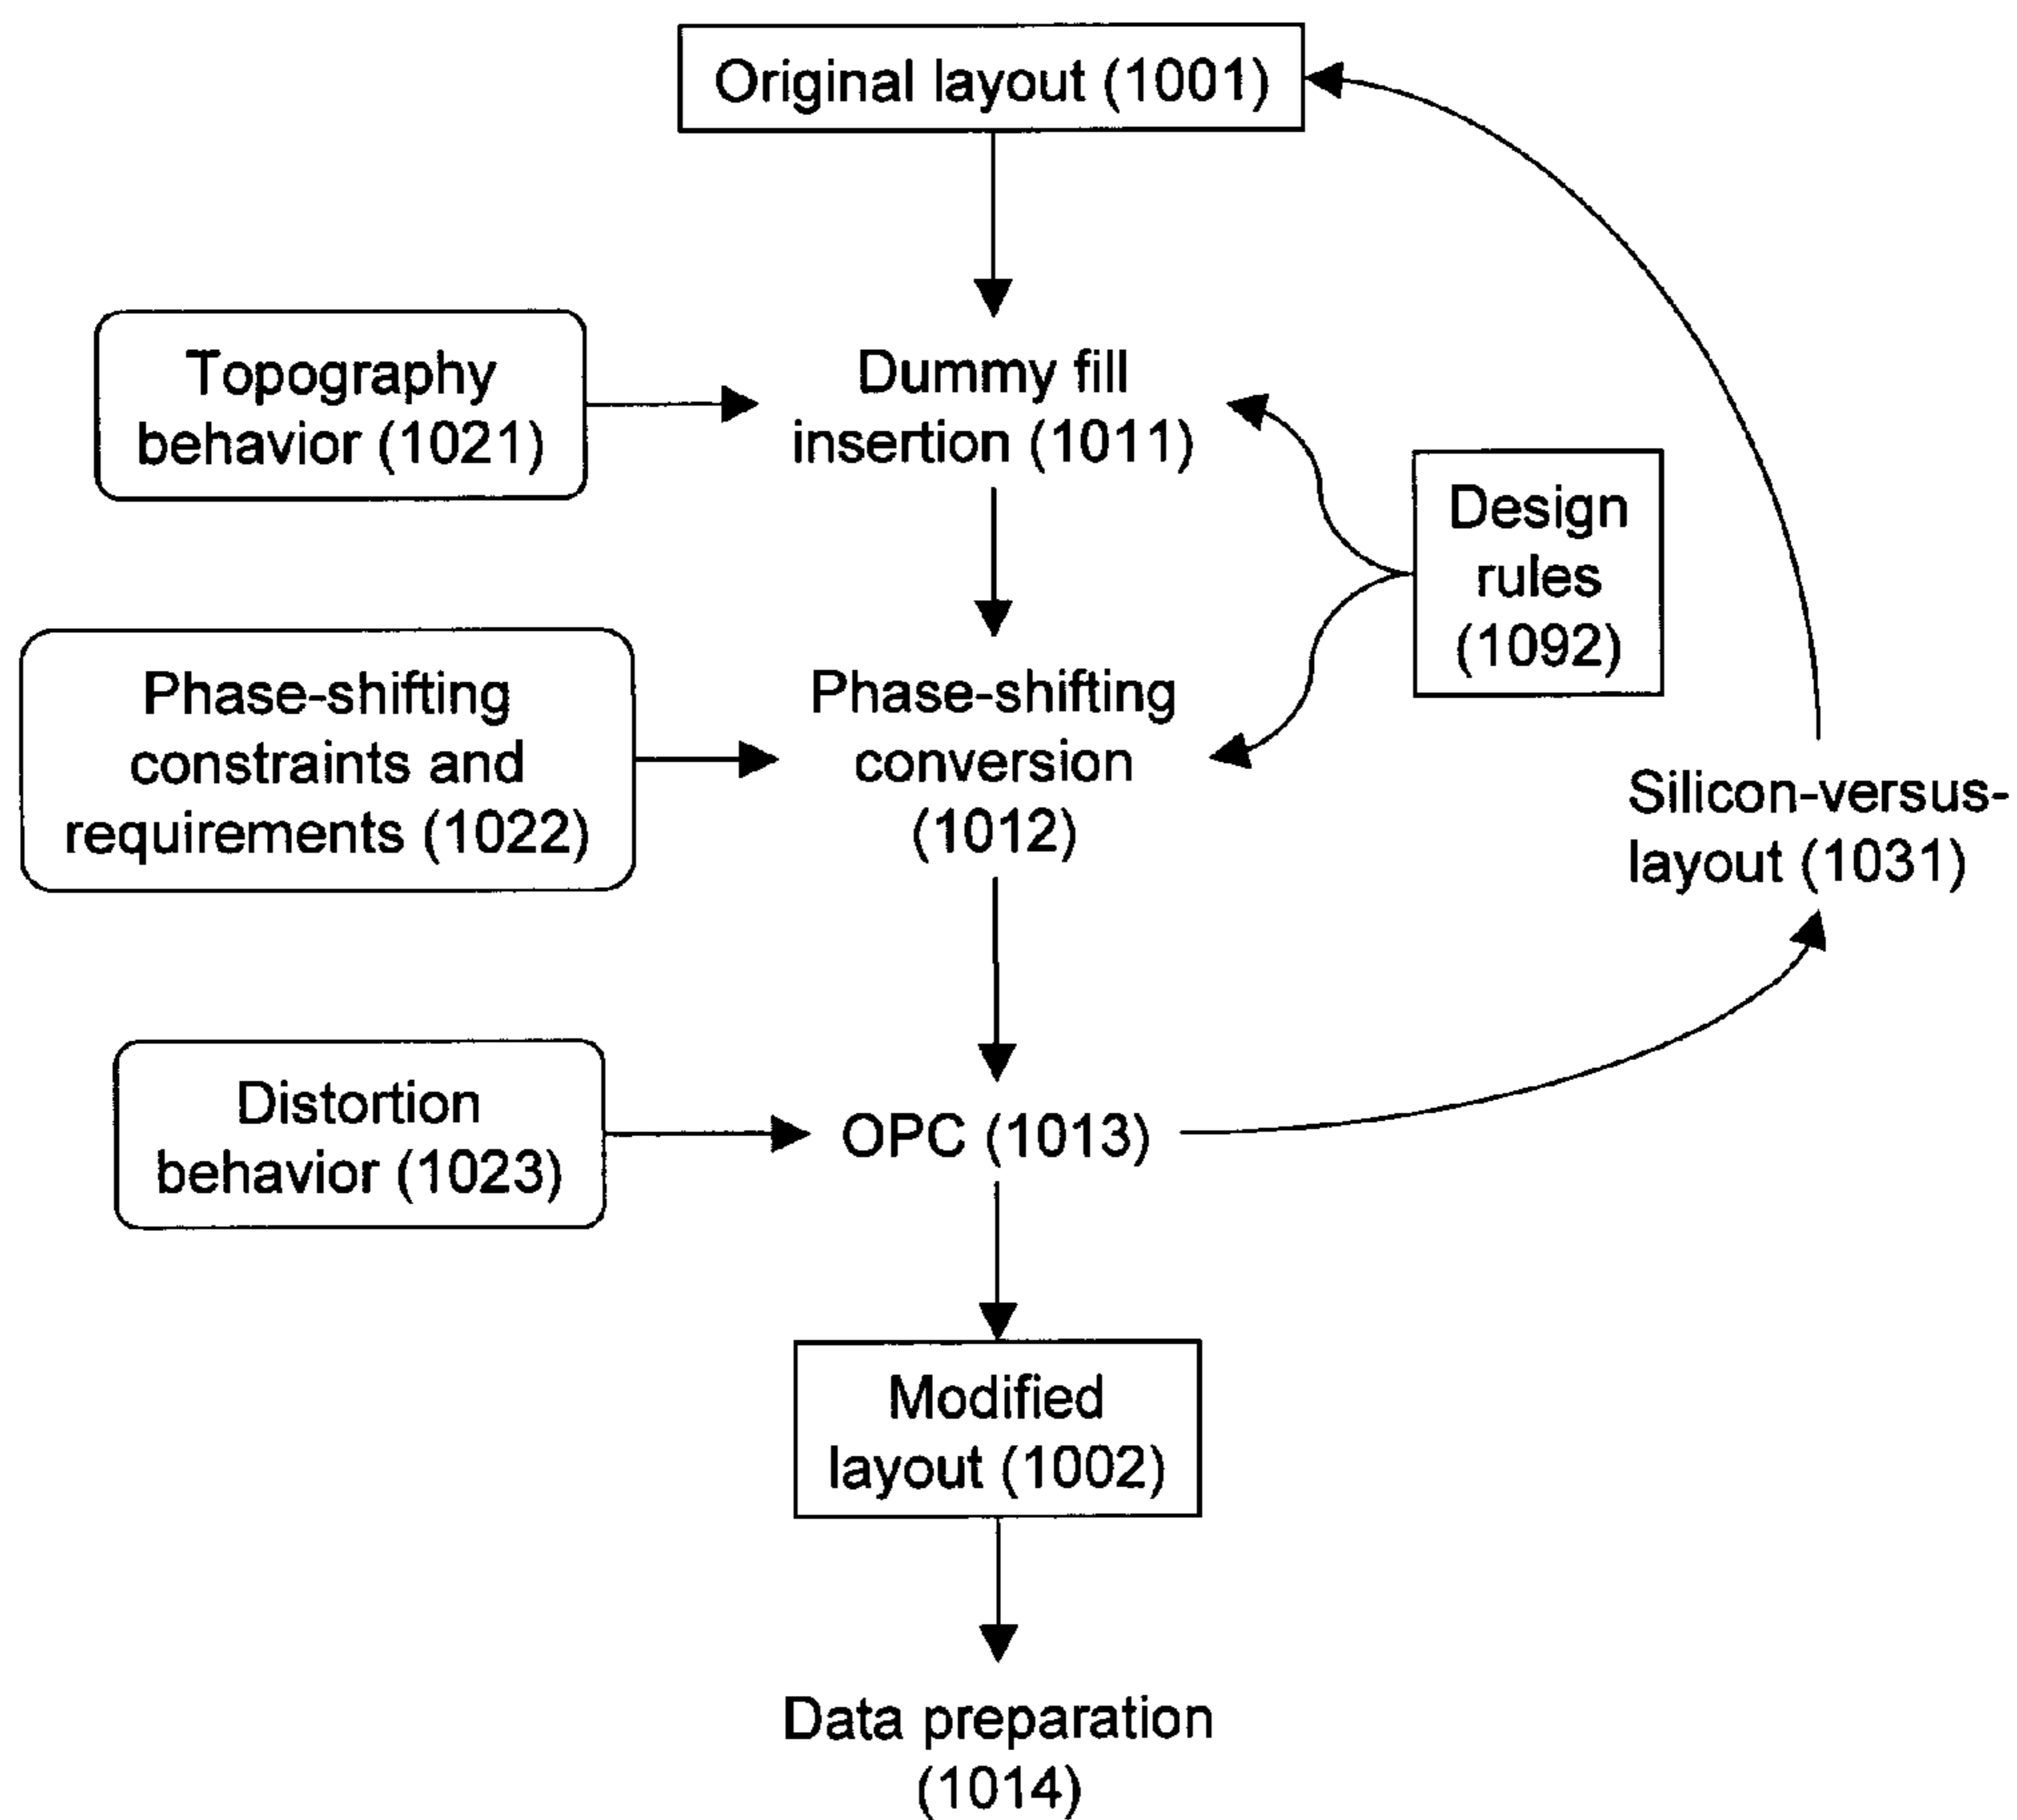 Original layout (1001)
Topography
behavior (1021)
Dummy fill
insertion (1011)
Design
rules
(1092)
Phase-shifting
constraints and
requirements (1022)
Phase-shifting
conversion
(1012)
Silicon-versus-
layout (1031)
Distortion
behavior (1023)
OPC (1013)
Modified
layout (1002)
Data preparation
(1014)